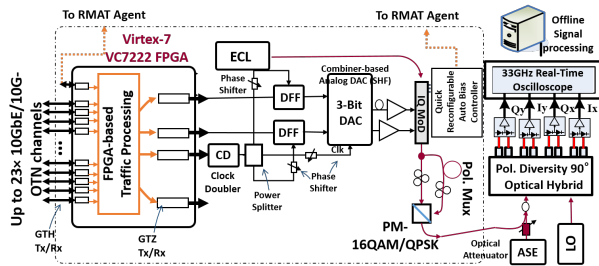 To RMAT Agent
To RMAT Agent
Virtex-7
VC7222 FPGA
Up to 23× 10GbE/10G-
OTN channels
FPGA-based
Traffic Processing
GTH
Tx/Rx
GTZ
Tx/Rx
ECL
Phase
Shifter
DFF
DFF
CD
Clock
Doubler
Power
Splitter
Phase
Shifter
Combiner-based
Analog DAC (SHF)
3-Bit
DAC
Clk
IQ MOD
Quick
Reconfigurable
Auto Bias
Controller
Pol. Mux
PM-
16QAM/QPSK
Offline
Signal
processing
33GHz Real-Time
Oscilloscope
Qy Iy Qx Ix
Pol. Diversity 90°
Optical Hybrid
Optical
Attenuator
ASE
LO